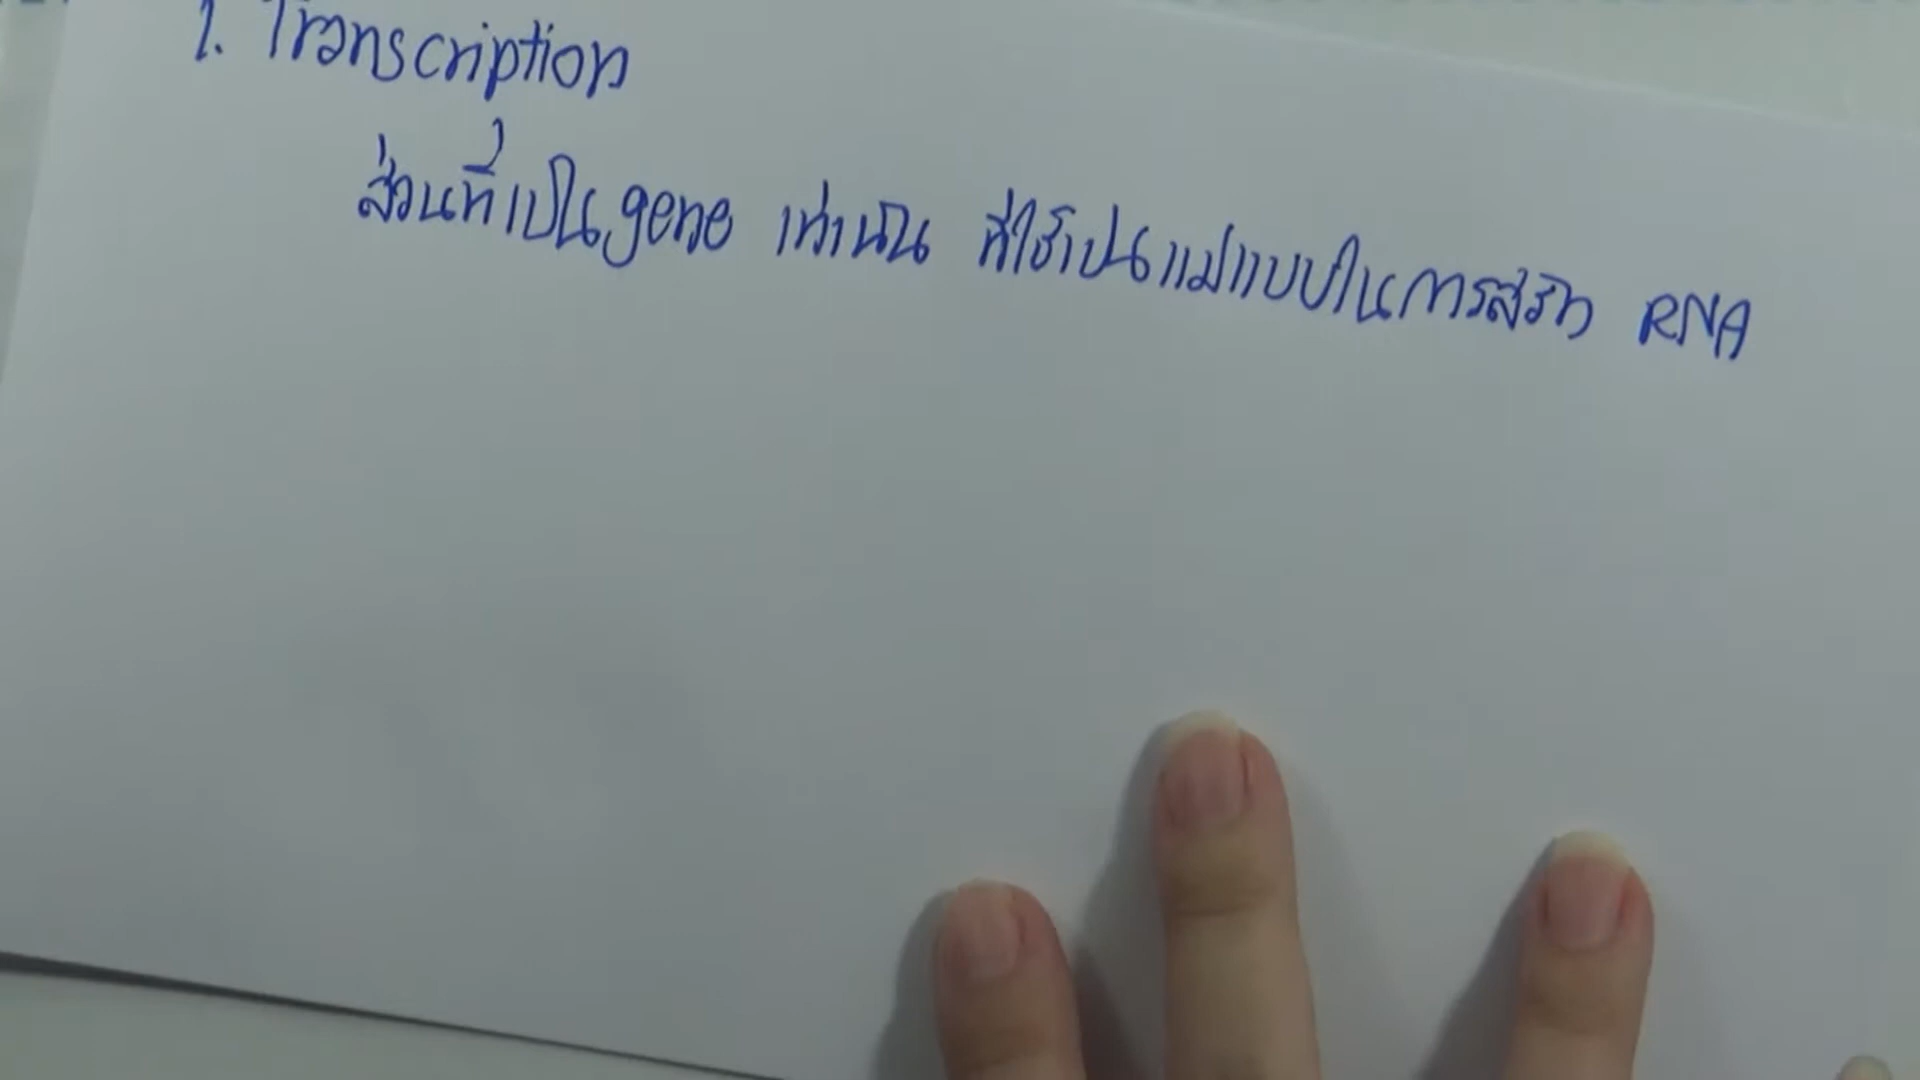 1. Transcription
ส่วนที่เป็น gene เท่านั้น ที่ใช้เป็นแม่แบบในการสร้าง RNA